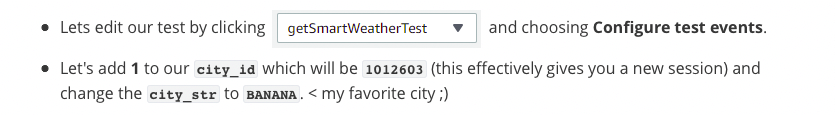 • Lets edit our test by clicking getSmartWeatherTest ▼ and choosing Configure test events.
• Let's add 1 to our city_id which will be 1012603 (this effectively gives you a new session) and
change the city_str to BANANA. < my favorite city ;)